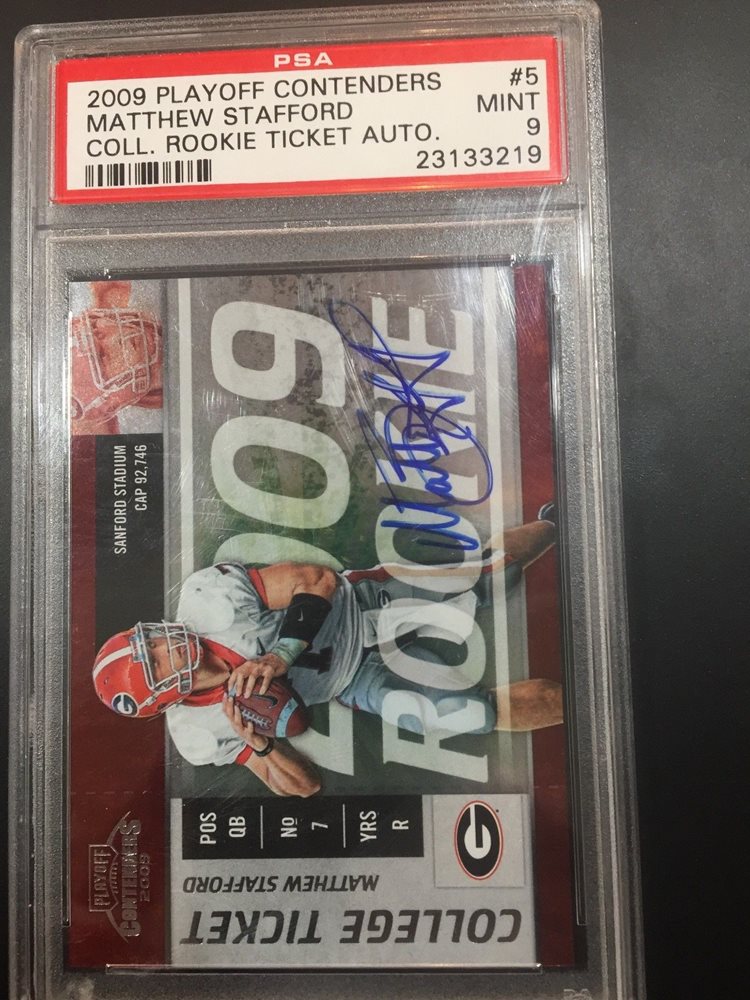 PSA
2009 PLAYOFF CONTENDERS #5
MATTHEW STAFFORD MINT
COLL. ROOKIE TICKET AUTO. 9
23133219
SANFORD STADIUM
CAP 92,746
2009
ROOKIE
POS
QB
No
7
YRS
R
G
MATTHEW STAFFORD
COLLEGE TICKET
PLAYOFF
CONTENDERS
2009